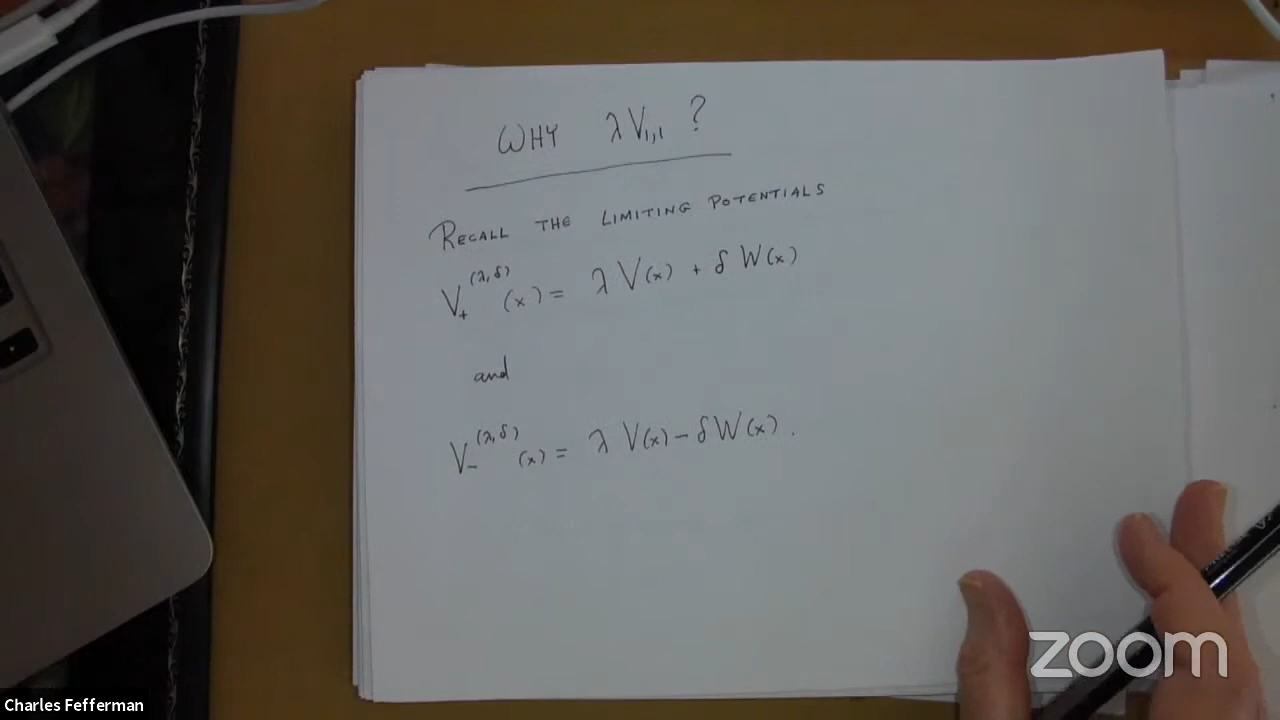 WHY λV₁,₁ ?
RECALL THE LIMITING POTENTIALS
V₊^(λ,δ) (x) = λ V(x) + δ W(x)
and
V₋^(λ,δ) (x) = λ V(x) − δ W(x) .
zoom
Charles Fefferman